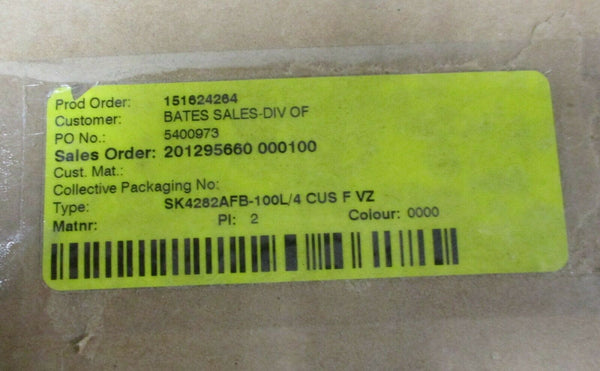 Prod Order: 151624264
Customer: BATES SALES-DIV OF
PO No.: 5400973
Sales Order: 201295660 000100
Cust. Mat.:
Collective Packaging No:
Type: SK4282AFB-100L/4 CUS F VZ
Matnr: PI: 2 Colour: 0000